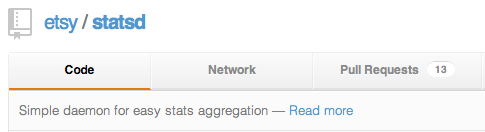 etsy / statsd
Code Network Pull Requests 13
Simple daemon for easy stats aggregation — Read more